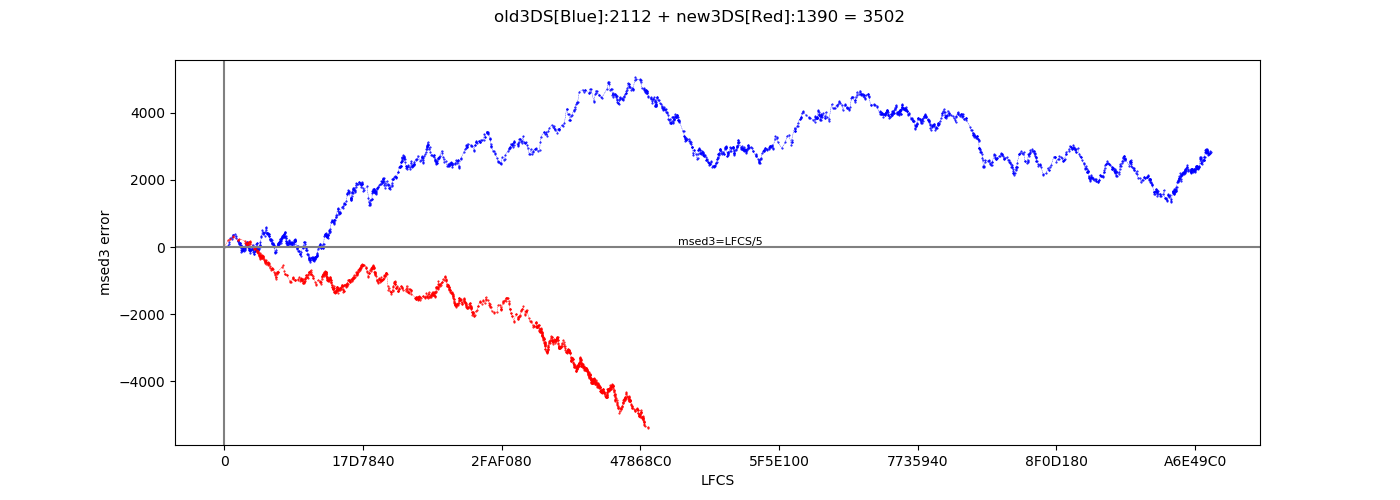 old3DS[Blue]:2112 + new3DS[Red]:1390 = 3502
4000
2000
0
−2000
−4000
msed3 error
msed3=LFCS/5
0 17D7840 2FAF080 47868C0 5F5E100 7735940 8F0D180 A6E49C0
LFCS